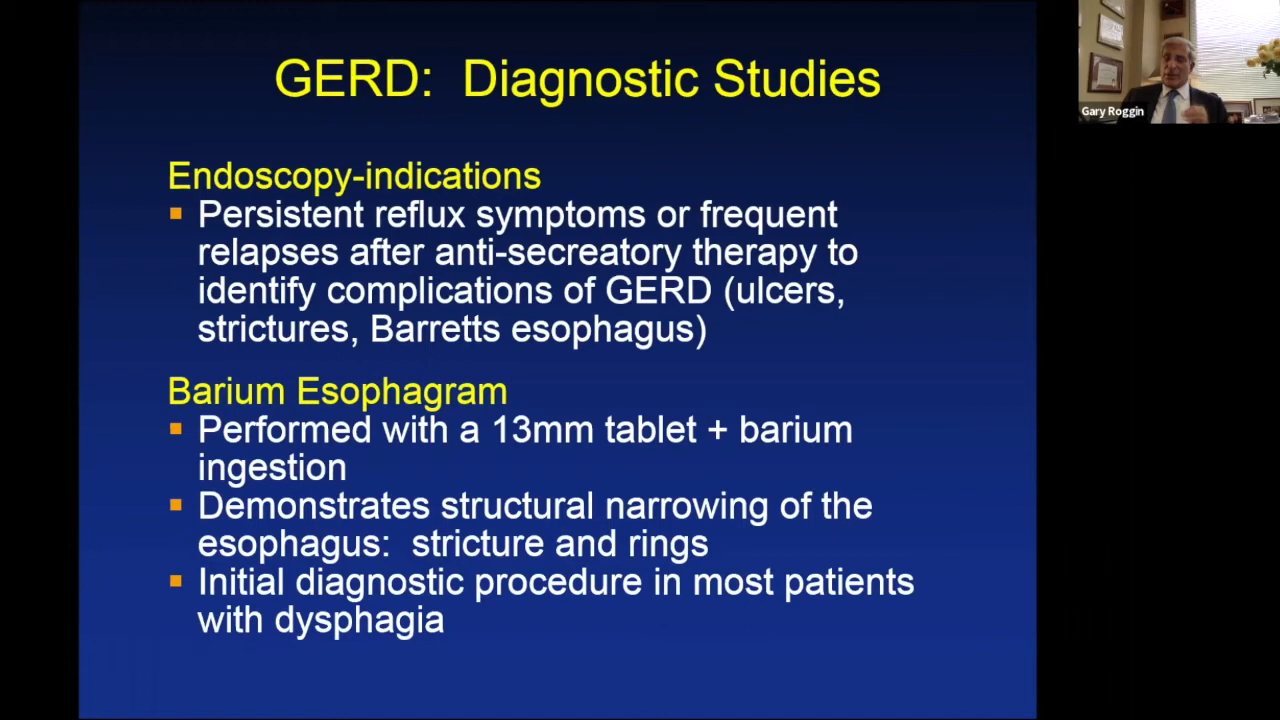 GERD: Diagnostic Studies
Endoscopy-indications
Persistent reflux symptoms or frequent
relapses after anti-secreatory therapy to
identify complications of GERD (ulcers,
strictures, Barretts esophagus)
Barium Esophagram
Performed with a 13mm tablet + barium
ingestion
Demonstrates structural narrowing of the
esophagus: stricture and rings
Initial diagnostic procedure in most patients
with dysphagia
Gary Roggin